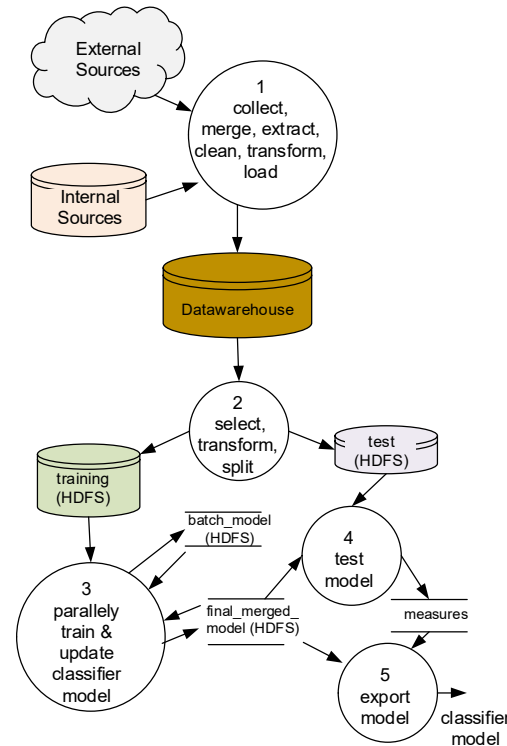 External
Sources
1
collect,
merge, extract,
clean, transform,
load
Internal
Sources
Datawarehouse
2
select,
transform,
split
training
(HDFS)
test
(HDFS)
batch_model
(HDFS)
3
parallely
train &
update
classifier
model
final_merged_
model (HDFS)
4
test
model
measures
5
export
model
classifier
model